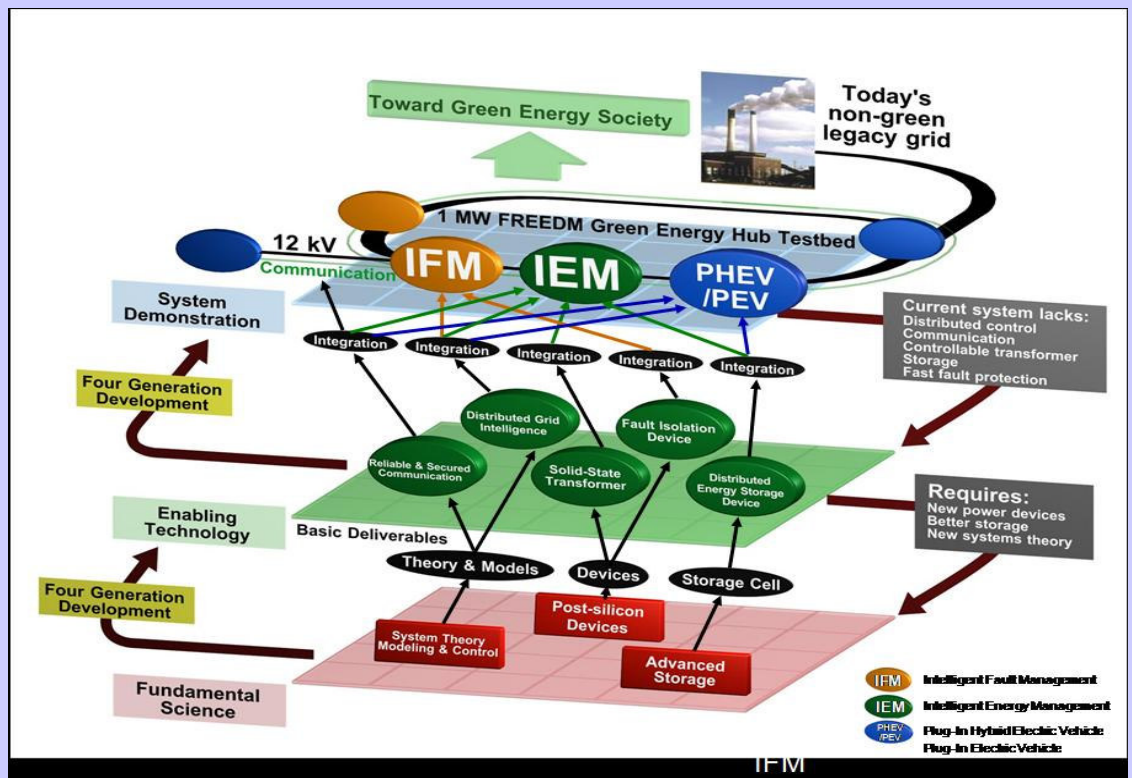 Toward Green Energy Society
Today's
non-green
legacy grid
1 MW FREEDM Green Energy Hub Testbed
12 kV
Communication
IFM
IEM
PHEV
/PEV
System
Demonstration
Integration
Integration
Integration
Integration
Integration
Current system lacks:
Distributed control
Communication
Controllable transformer
Storage
Fast fault protection
Four Generation
Development
Distributed Grid
Intelligence
Fault Isolation
Device
Reliable & Secured
Communication
Solid-State
Transformer
Distributed
Energy Storage
Device
Enabling
Technology
Basic Deliverables
Requires:
New power devices
Better storage
New systems theory
Theory & Models
Devices
Storage Cell
Four Generation
Development
Post-silicon
Devices
System Theory
Modeling & Control
Advanced
Storage
Fundamental
Science
IFM
Intelligent Fault Management
IEM
Intelligent Energy Management
PHEV
/PEV
Plug-In Hybrid Electric Vehicle
Plug-In Electric Vehicle
IFM